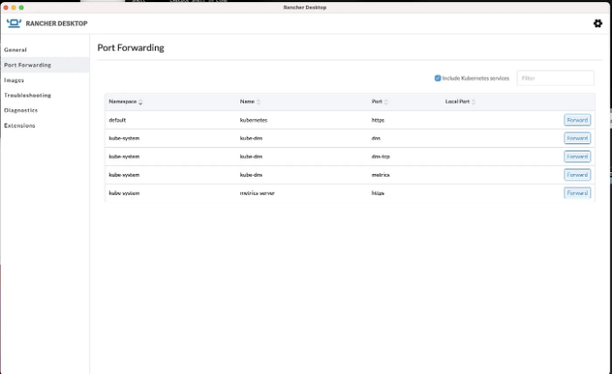 Rancher Desktop
RANCHER DESKTOP
General
Port Forwarding
Images
Troubleshooting
Diagnostics
Extensions
Port Forwarding
Include Kubernetes services
Filter
Namespace Name Port Local Port
default kubernetes https Forward
kube-system kube-dns dns Forward
kube-system kube-dns dns-tcp Forward
kube-system kube-dns metrics Forward
kube-system metrics-server https Forward